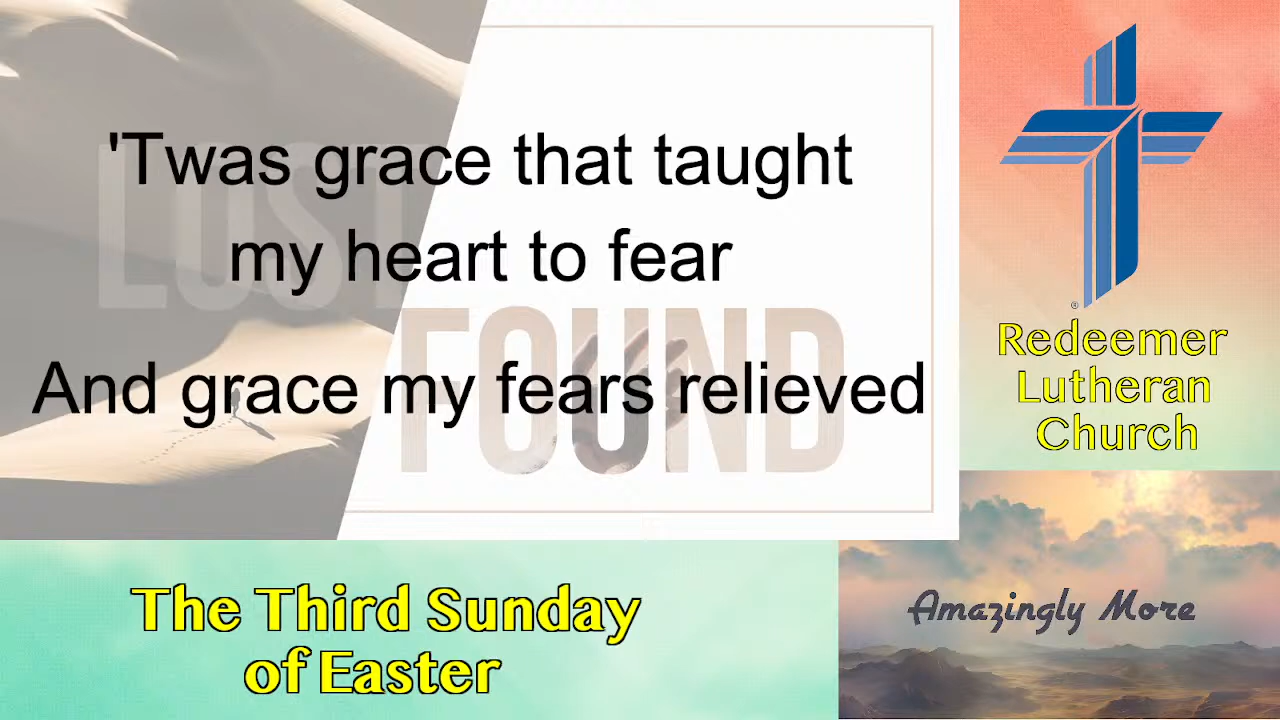 'Twas grace that taught
my heart to fear
And grace my fears relieved
LOST
FOUND
®
Redeemer
Lutheran
Church
The Third Sunday
of Easter
Amazingly More